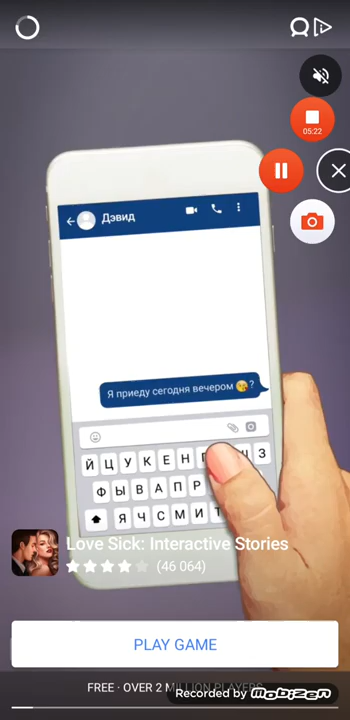 05:22
Дэвид
Я приеду сегодня вечером 😘?
Й Ц У К Е Н Г З
Ф Ы В А П Р
Я Ч С М И Т
Love Sick: Interactive Stories
(46 064)
PLAY GAME
FREE · OVER 2 MILLION PLAYERS
Recorded by MOBIZEN